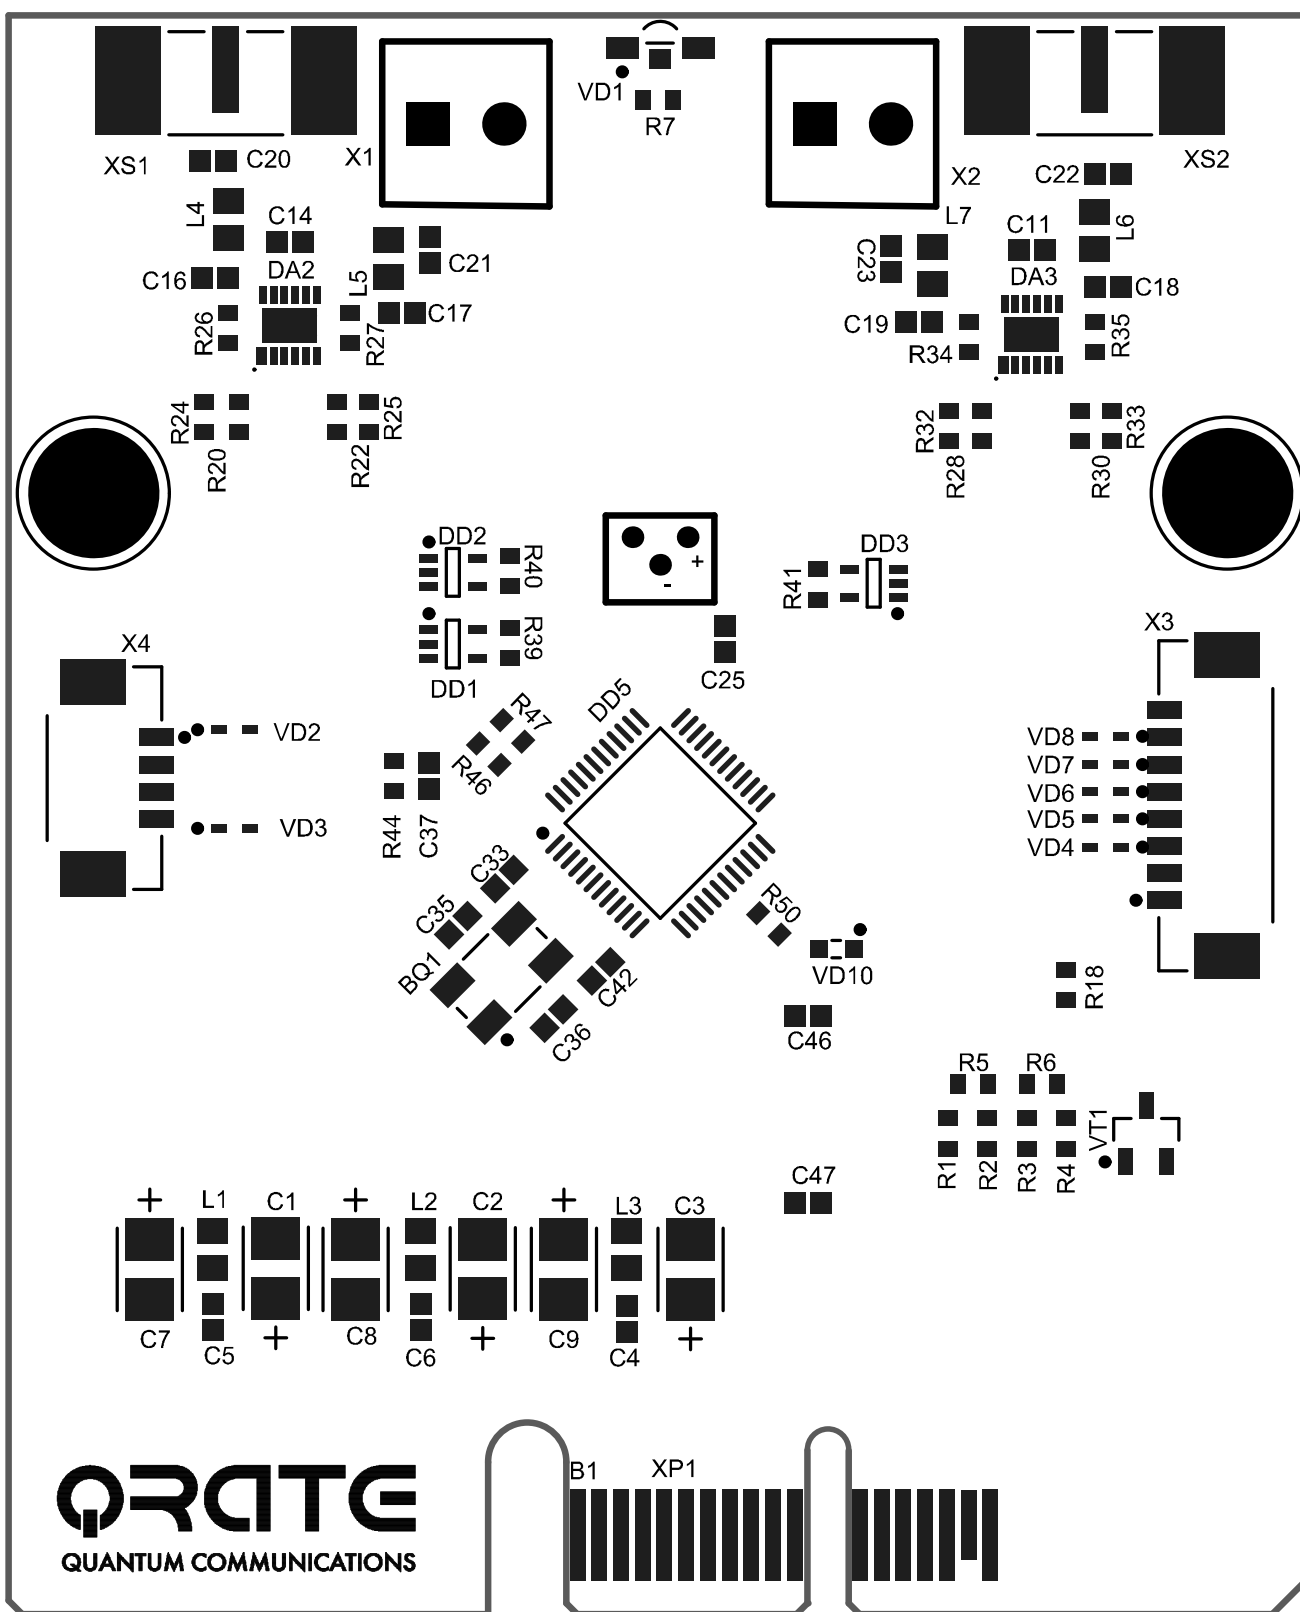 VD1
R7
XS1
C20
X1
X2
C22
XS2
L4
C14
L7
L6
C11
C21
C23
DA2
DA3
C16
L5
C18
C17
C19
R26
R27
R34
R35
R24
R25
R32
R33
R20
R22
R28
R30
DD2
R40
+
-
DD3
R41
X4
R39
X3
DD1
C25
DD5
R47
VD2
VD8
R46
VD7
VD6
VD3
VD5
R44
C37
VD4
C33
C35
R50
BQ1
C42
VD10
R18
C36
C46
R5
R6
VT1
R1
R2
R3
R4
C47
+
L1
C1
+
L2
C2
+
L3
C3
C7
+
C8
+
C9
+
C5
C6
C4
B1
XP1
QRATE
QUANTUM COMMUNICATIONS